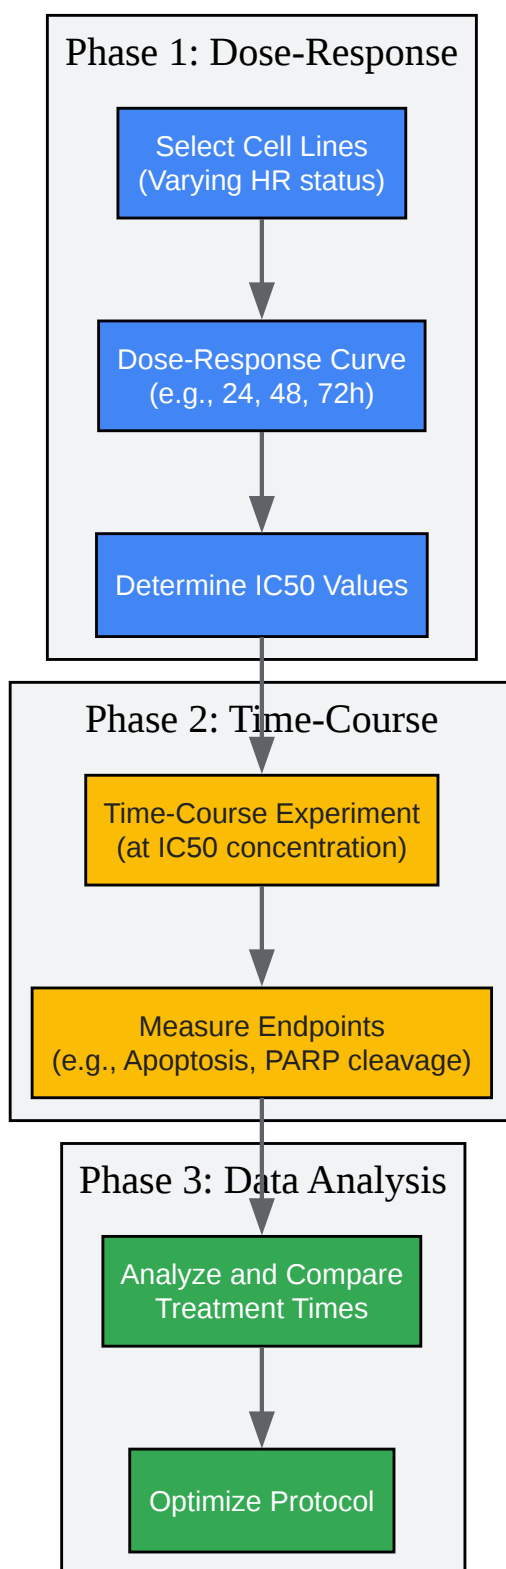 Phase 1: Dose-Response
Select Cell Lines
(Varying HR status)
Dose-Response Curve
(e.g., 24, 48, 72h)
Determine IC50 Values
Phase 2: Time-Course
Time-Course Experiment
(at IC50 concentration)
Measure Endpoints
(e.g., Apoptosis, PARP cleavage)
Phase 3: Data Analysis
Analyze and Compare
Treatment Times
Optimize Protocol